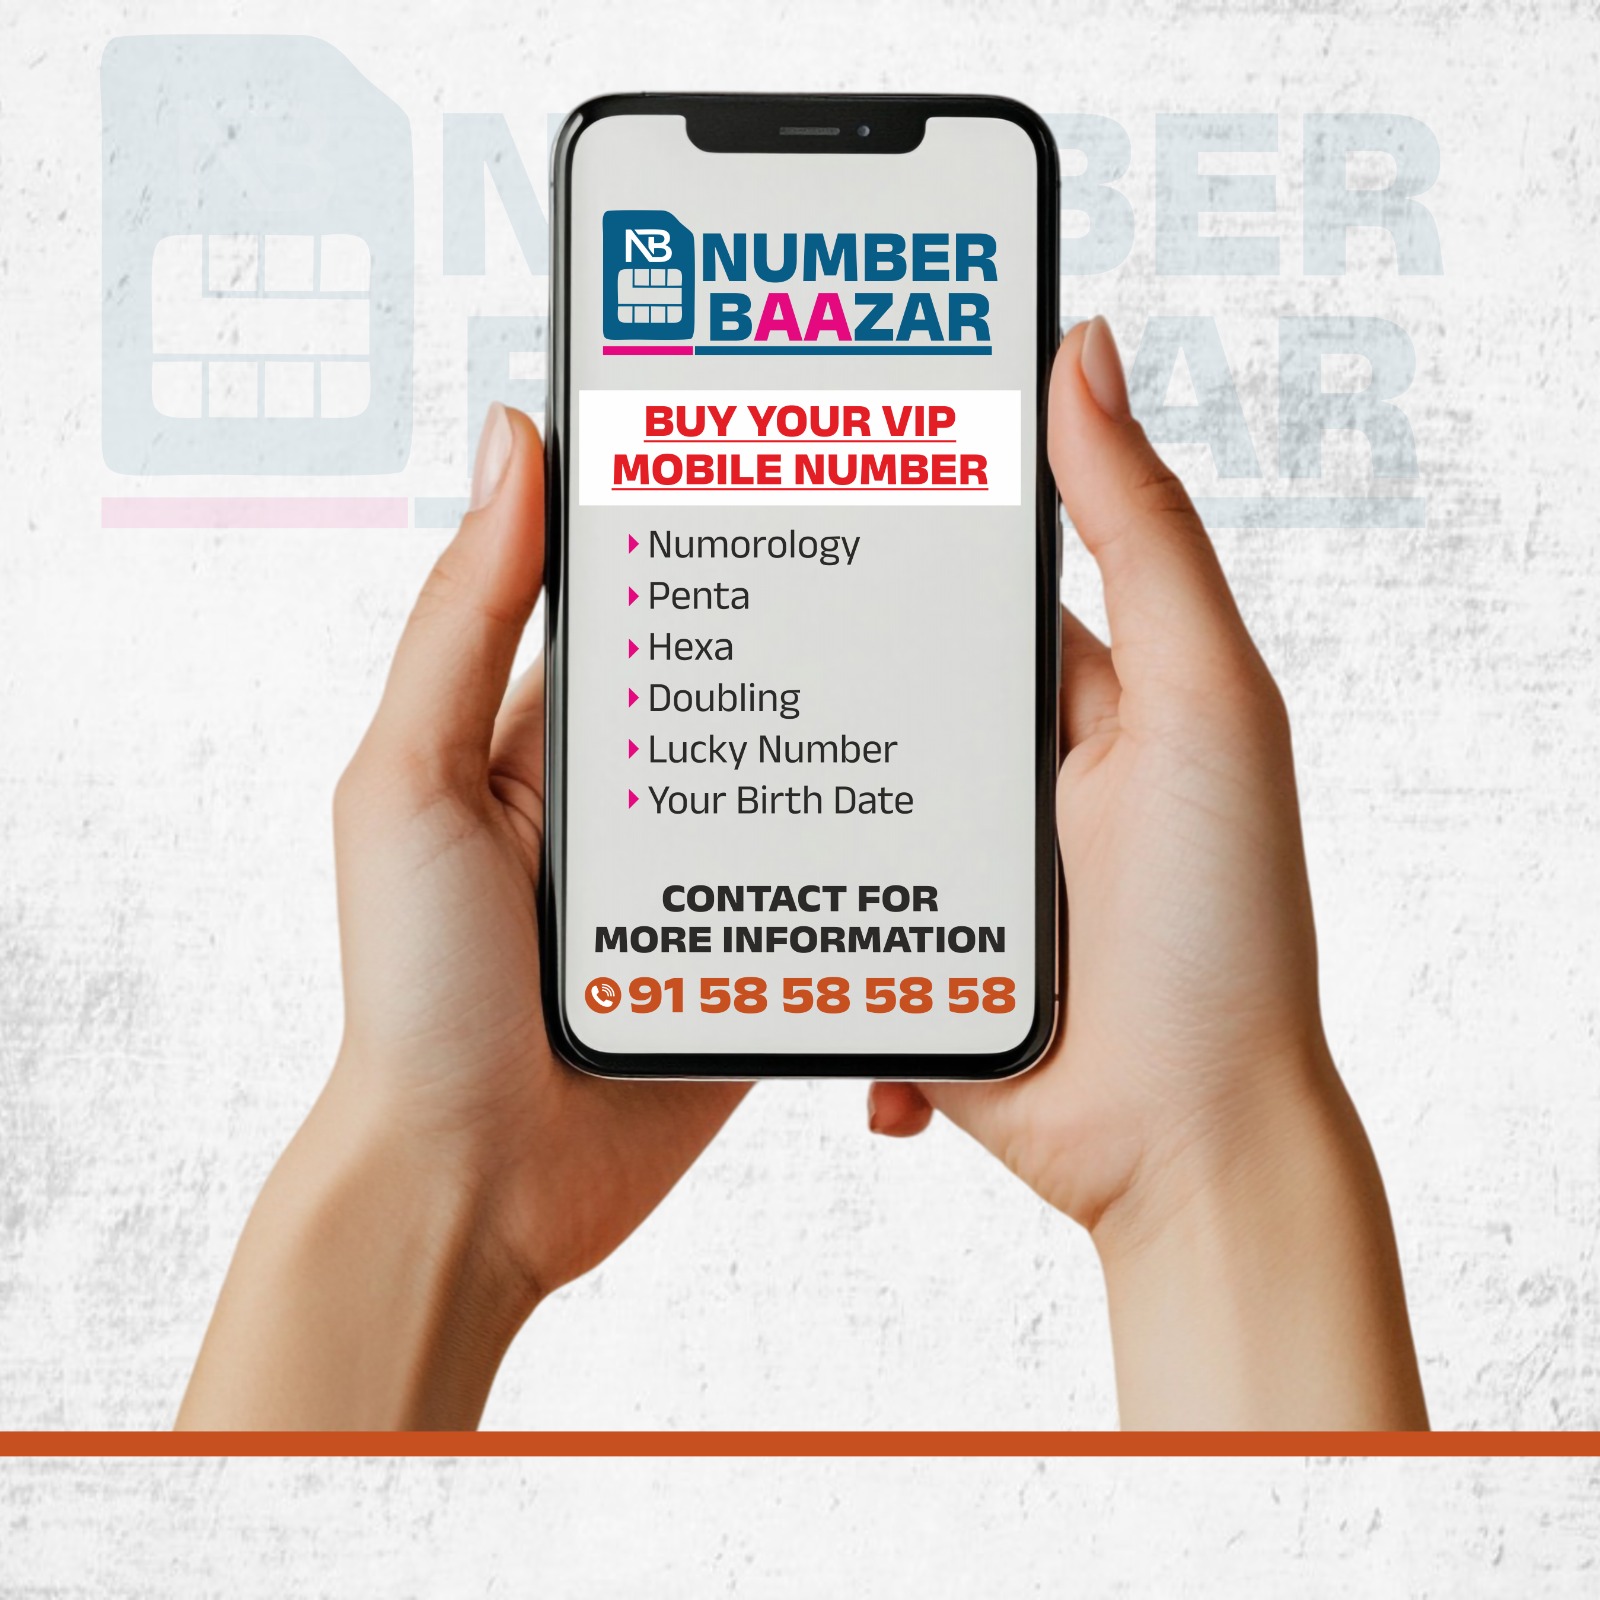 NB
NUMBER
BAAZAR
BUY YOUR VIP
MOBILE NUMBER
Numorology
Penta
Hexa
Doubling
Lucky Number
Your Birth Date
CONTACT FOR
MORE INFORMATION
91 58 58 58 58